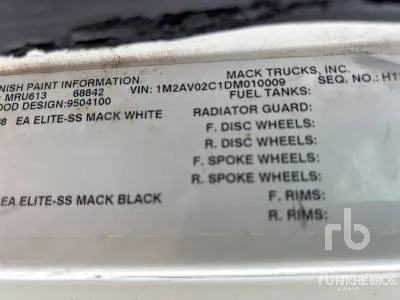 MACK TRUCKS, INC.
NISH PAINT INFORMATION VIN: 1M2AV02C1DM010009 SEQ. NO.: H1
MRU613 68842 FUEL TANKS:
OOD DESIGN:9504100 RADIATOR GUARD:
8 EA ELITE-SS MACK WHITE F. DISC WHEELS:
R. DISC WHEELS:
F. SPOKE WHEELS:
R. SPOKE WHEELS:
EA ELITE-SS MACK BLACK F. RIMS:
R. RIMS:
rb
RITCHIE BROS.